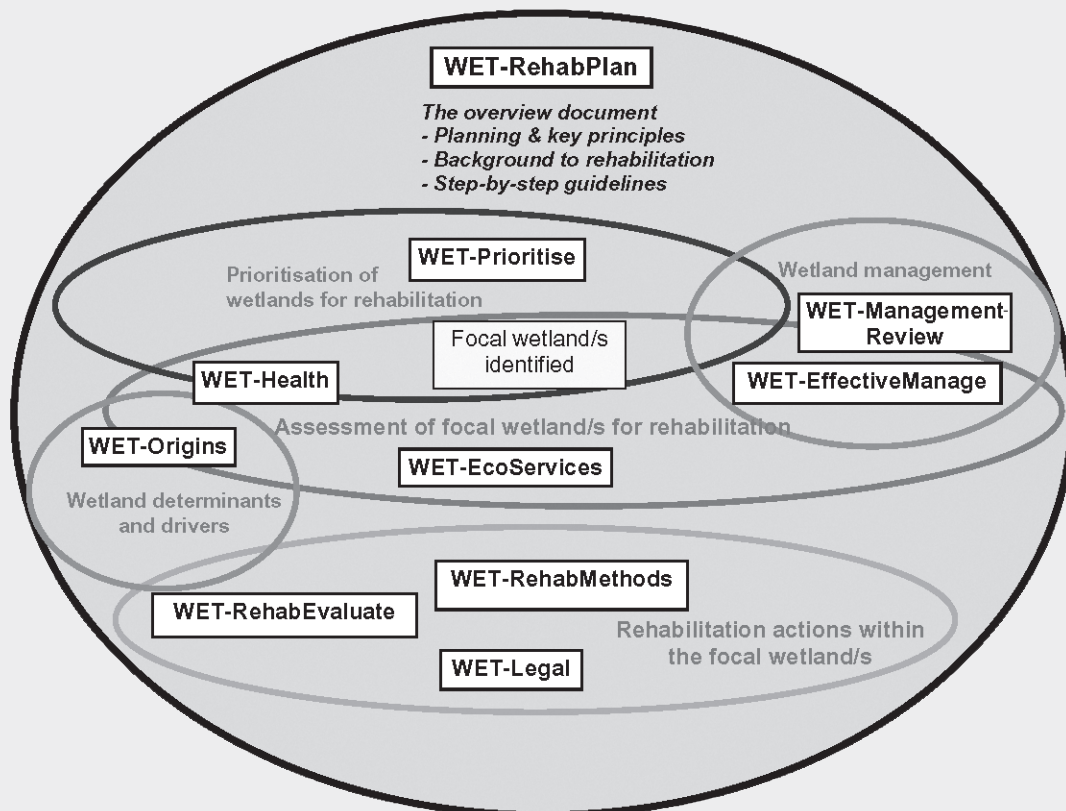 WET-RehabPlan
The overview document
- Planning & key principles
- Background to rehabilitation
- Step-by-step guidelines
WET-Prioritise
Prioritisation of
wetlands for rehabilitation
Wetland management
WET-Management-
Review
Focal wetland/s
identified
WET-Health
WET-EffectiveManage
Assessment of focal wetland/s for rehabilitation
WET-Origins
WET-EcoServices
Wetland determinants
and drivers
WET-RehabMethods
WET-RehabEvaluate
Rehabilitation actions within
the focal wetland/s
WET-Legal